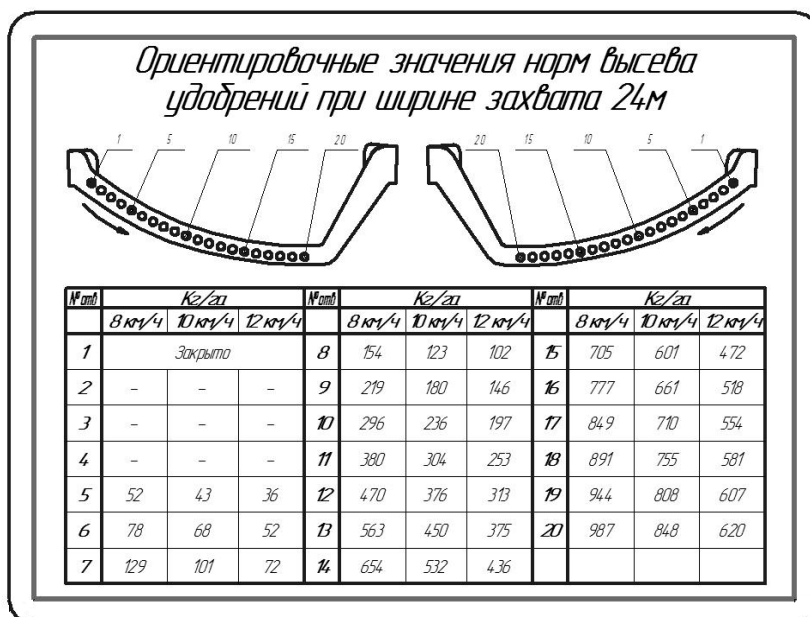 Ориентировочные значения норм высева
удобрений при ширине захвата 24м
1 5 10 15 20 20 15 10 5 1
№ отв Кг/га № отв Кг/га № отв Кг/га
8 км/ч 10 км/ч 12 км/ч 8 км/ч 10 км/ч 12 км/ч 8 км/ч 10 км/ч 12 км/ч
1 Закрыто 8 154 123 102 15 705 601 472
2 – – – 9 219 180 146 16 777 661 518
3 – – – 10 296 236 197 17 849 710 554
4 – – – 11 380 304 253 18 891 755 581
5 52 43 36 12 470 376 313 19 944 808 607
6 78 68 52 13 563 450 375 20 987 848 620
7 129 101 72 14 654 532 436